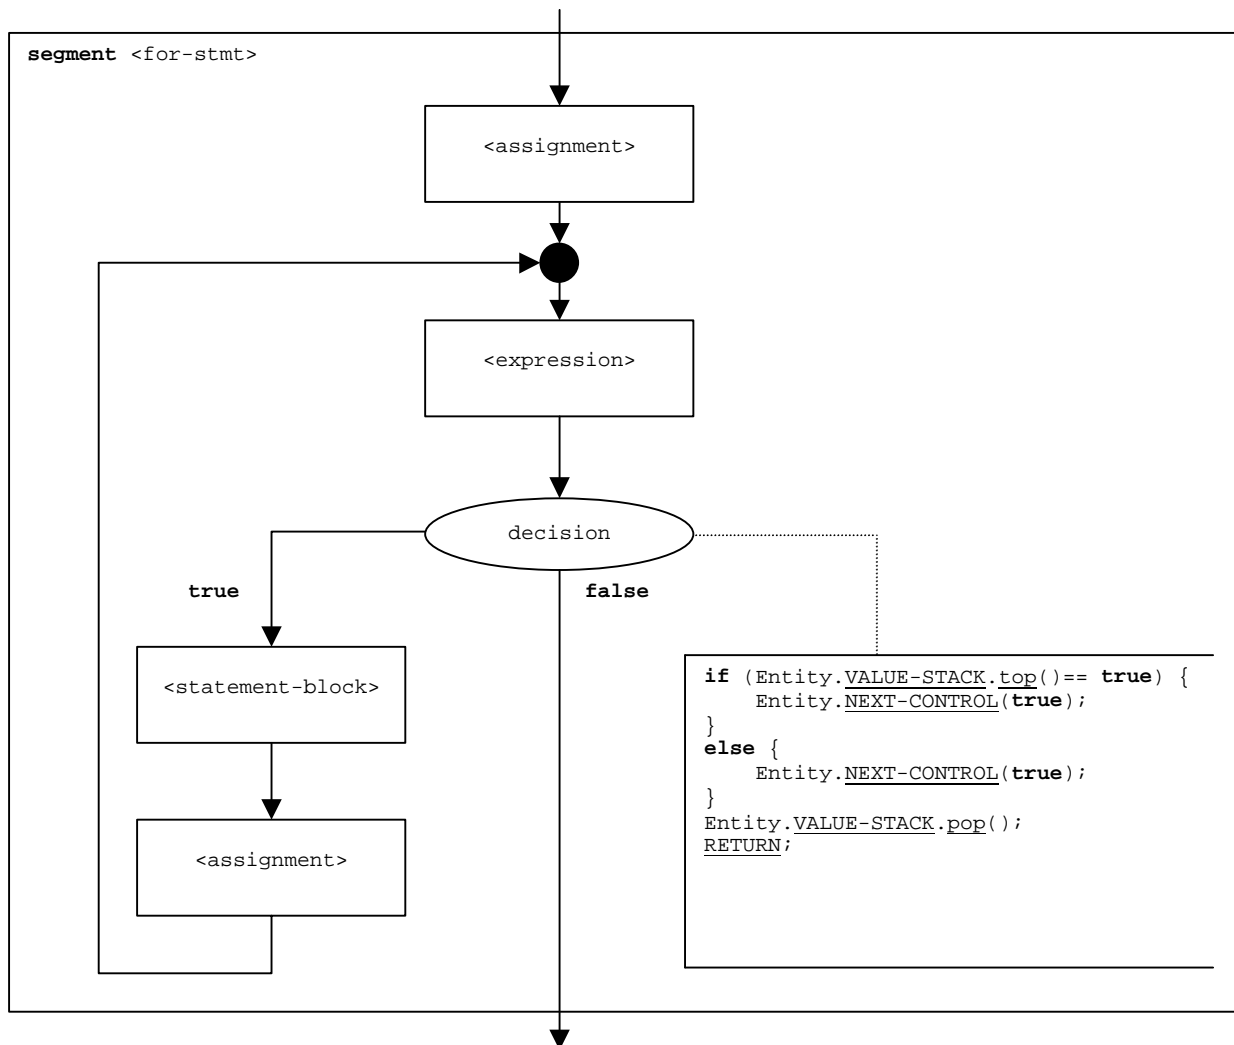 segment <for-stmt>
<assignment>
<expression>
decision
true
false
<statement-block>
<assignment>
if (Entity.VALUE-STACK.top()== true) {
    Entity.NEXT-CONTROL(true);
}
else {
    Entity.NEXT-CONTROL(true);
}
Entity.VALUE-STACK.pop();
RETURN;